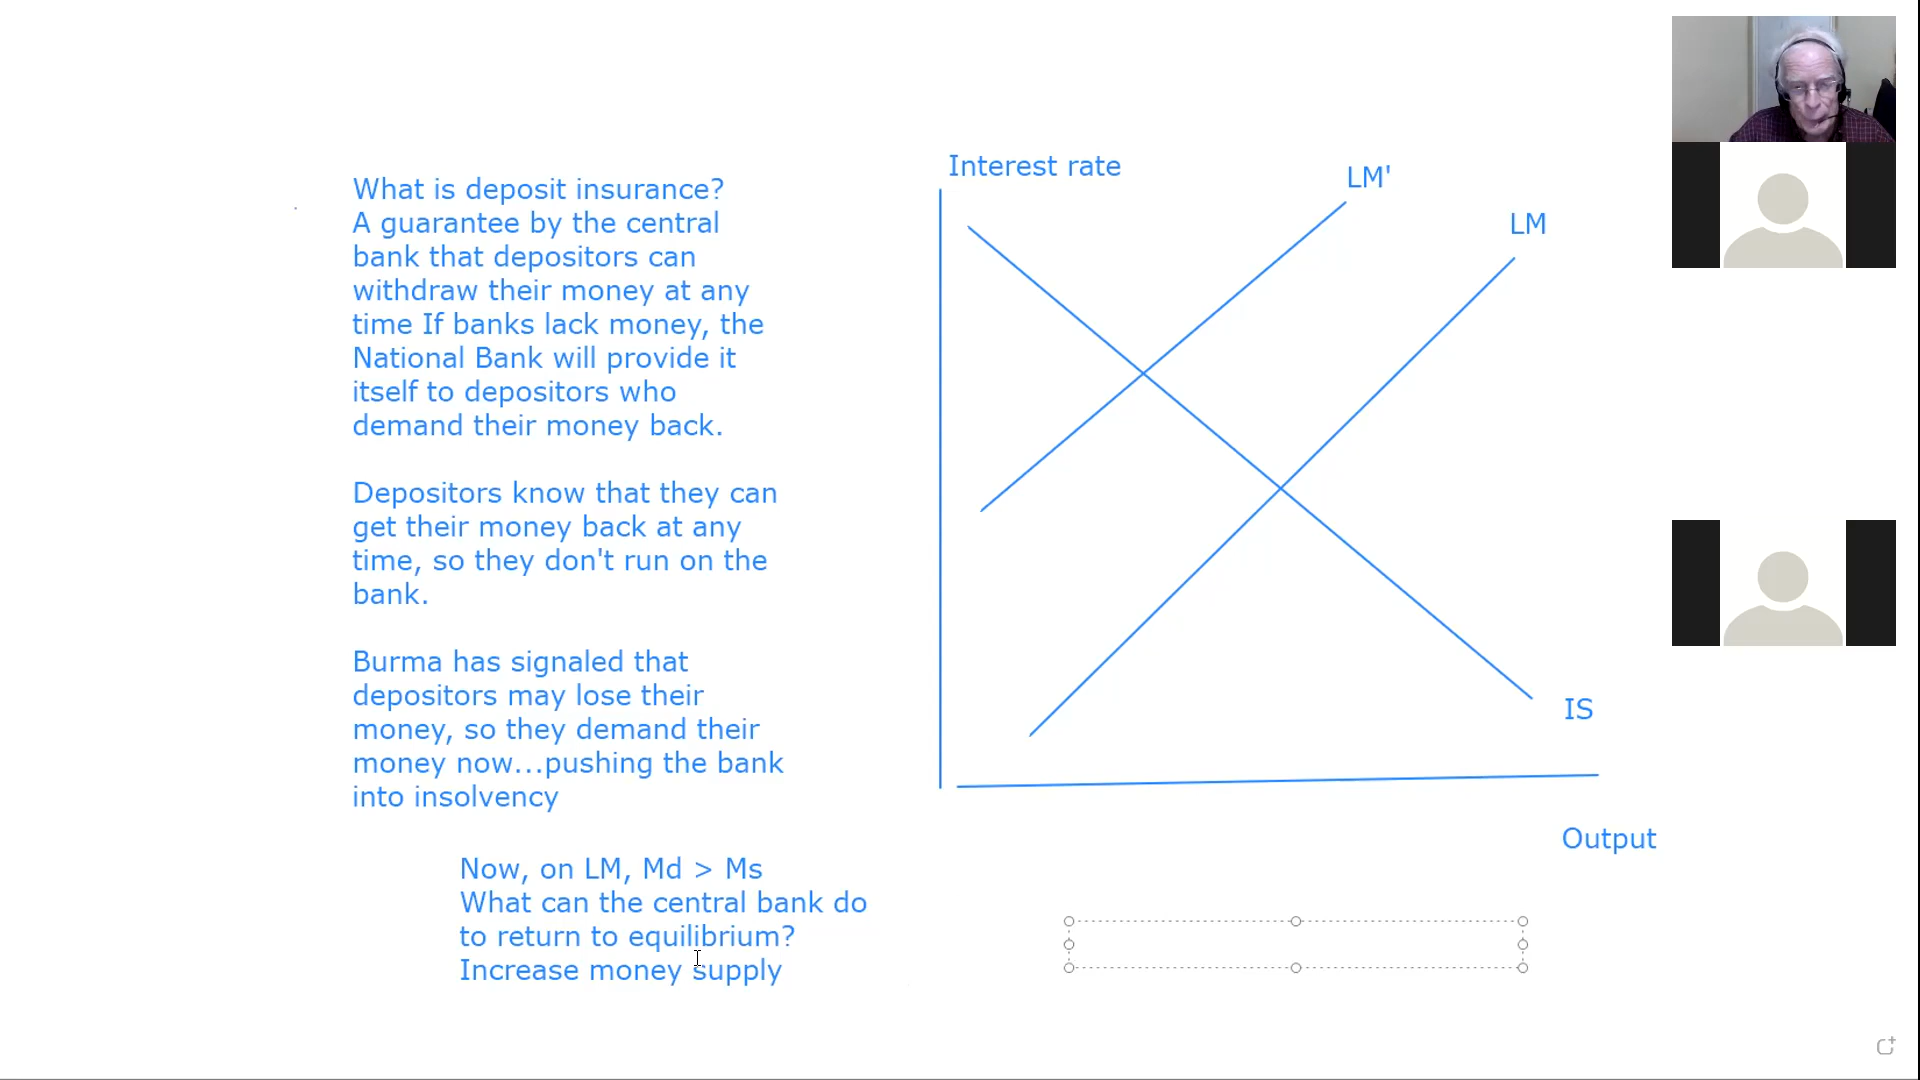 What is deposit insurance?
A guarantee by the central
bank that depositors can
withdraw their money at any
time If banks lack money, the
National Bank will provide it
itself to depositors who
demand their money back.
Depositors know that they can
get their money back at any
time, so they don't run on the
bank.
Burma has signaled that
depositors may lose their
money, so they demand their
money now...pushing the bank
into insolvency
Now, on LM, Md > Ms
What can the central bank do
to return to equilibrium?
Increase money supply
Interest rate
LM'
LM
IS
Output